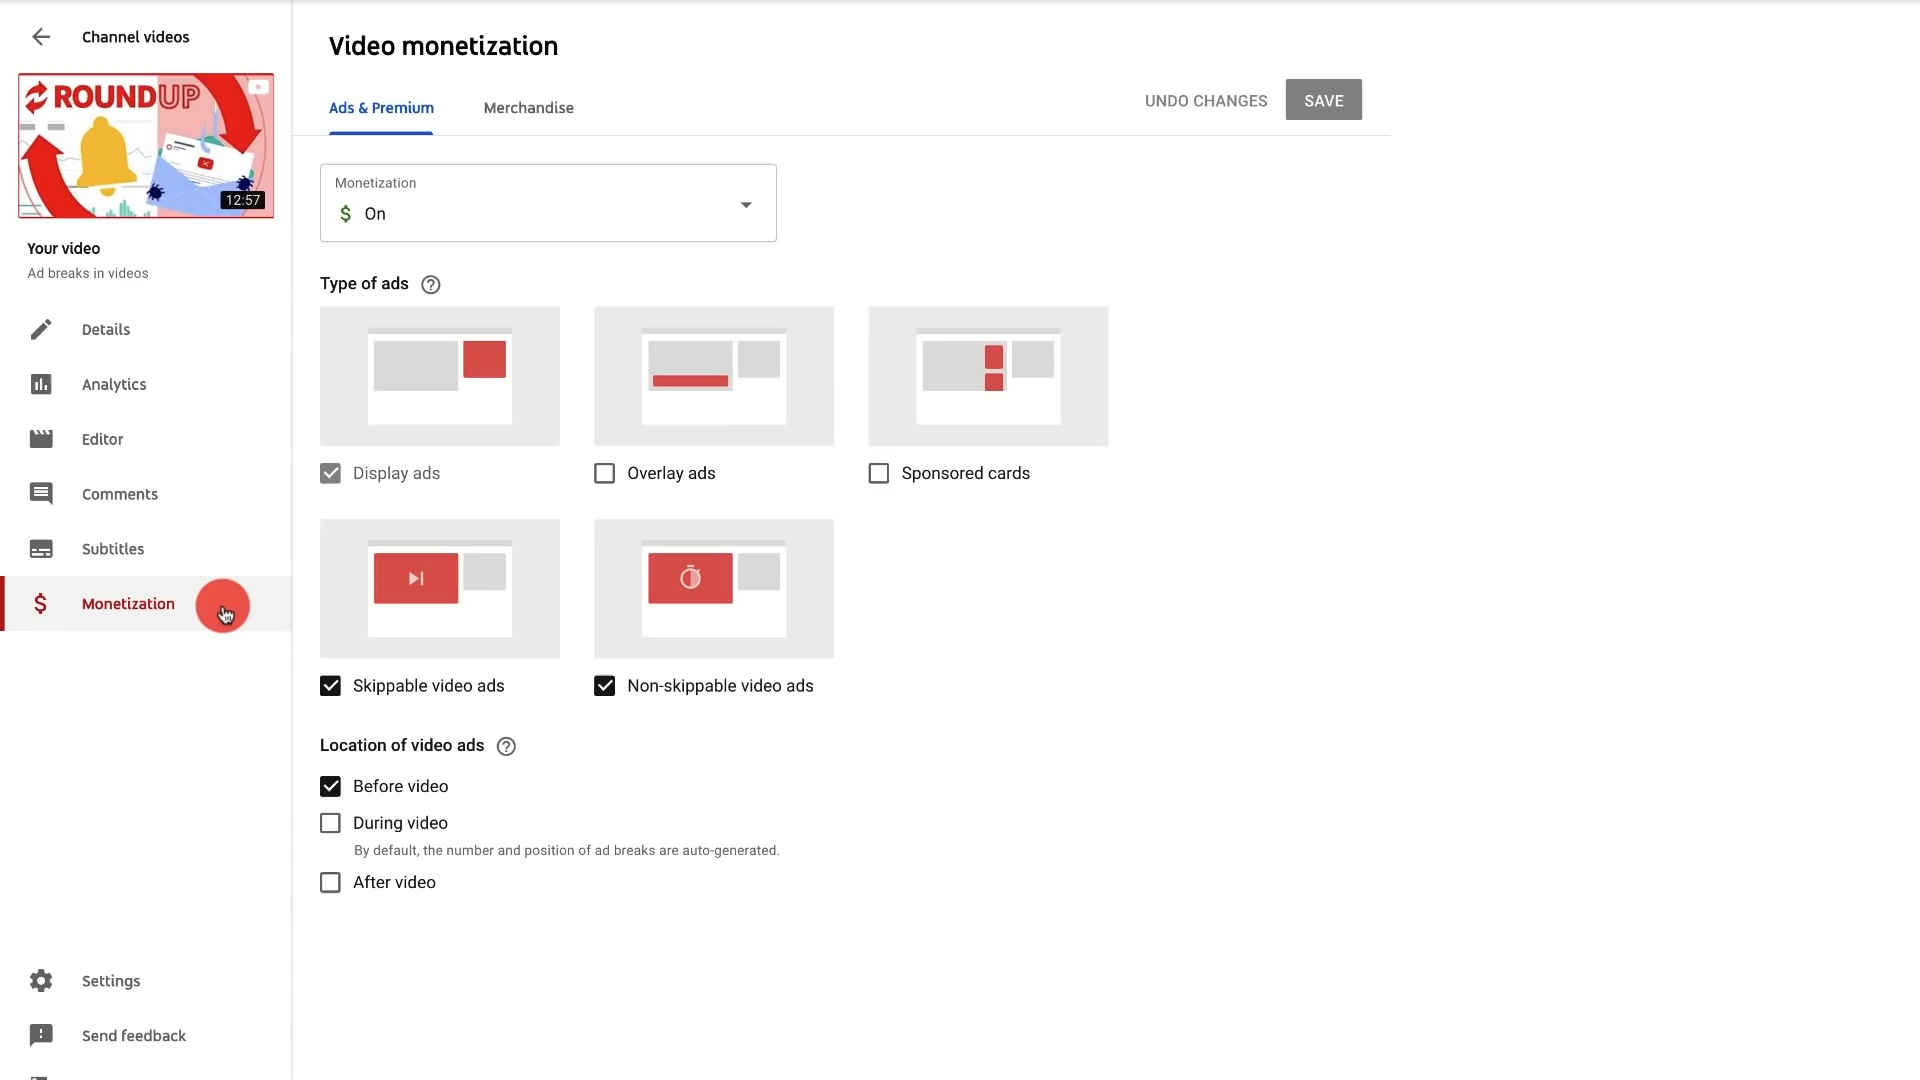 Channel videos
ROUNDUP
12:57
Your video
Ad breaks in videos
Details
Analytics
Editor
Comments
Subtitles
Monetization
Settings
Send feedback
Video monetization
Ads & Premium
Merchandise
UNDO CHANGES
SAVE
Monetization
$ On
Type of ads
Display ads
Overlay ads
Sponsored cards
Skippable video ads
Non-skippable video ads
Location of video ads
Before video
During video
By default, the number and position of ad breaks are auto-generated.
After video